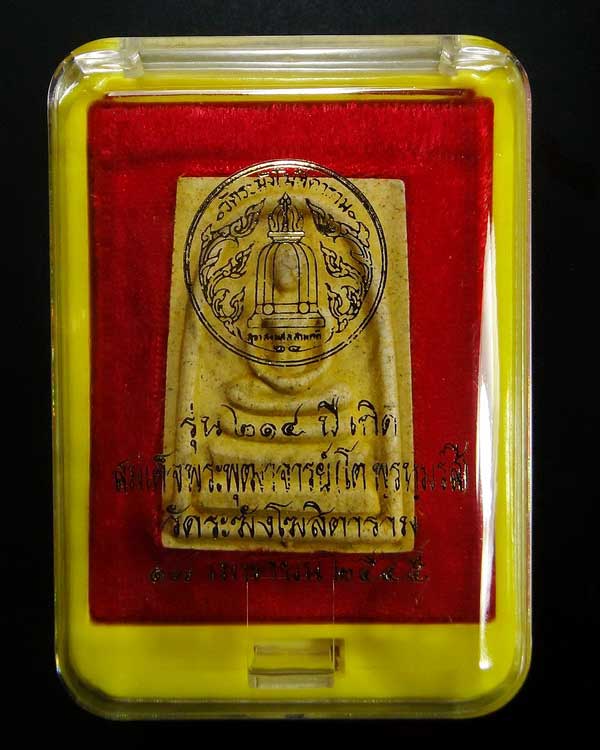 วัดระฆังโฆสิตาราม
รุ่น ๒๑๔ ปี เกิด
สมเด็จพระพุฒาจารย์(โต พรหมรังสี)
วัดระฆังโฆสิตาราม
๑๗ เมษายน ๒๕๔๕